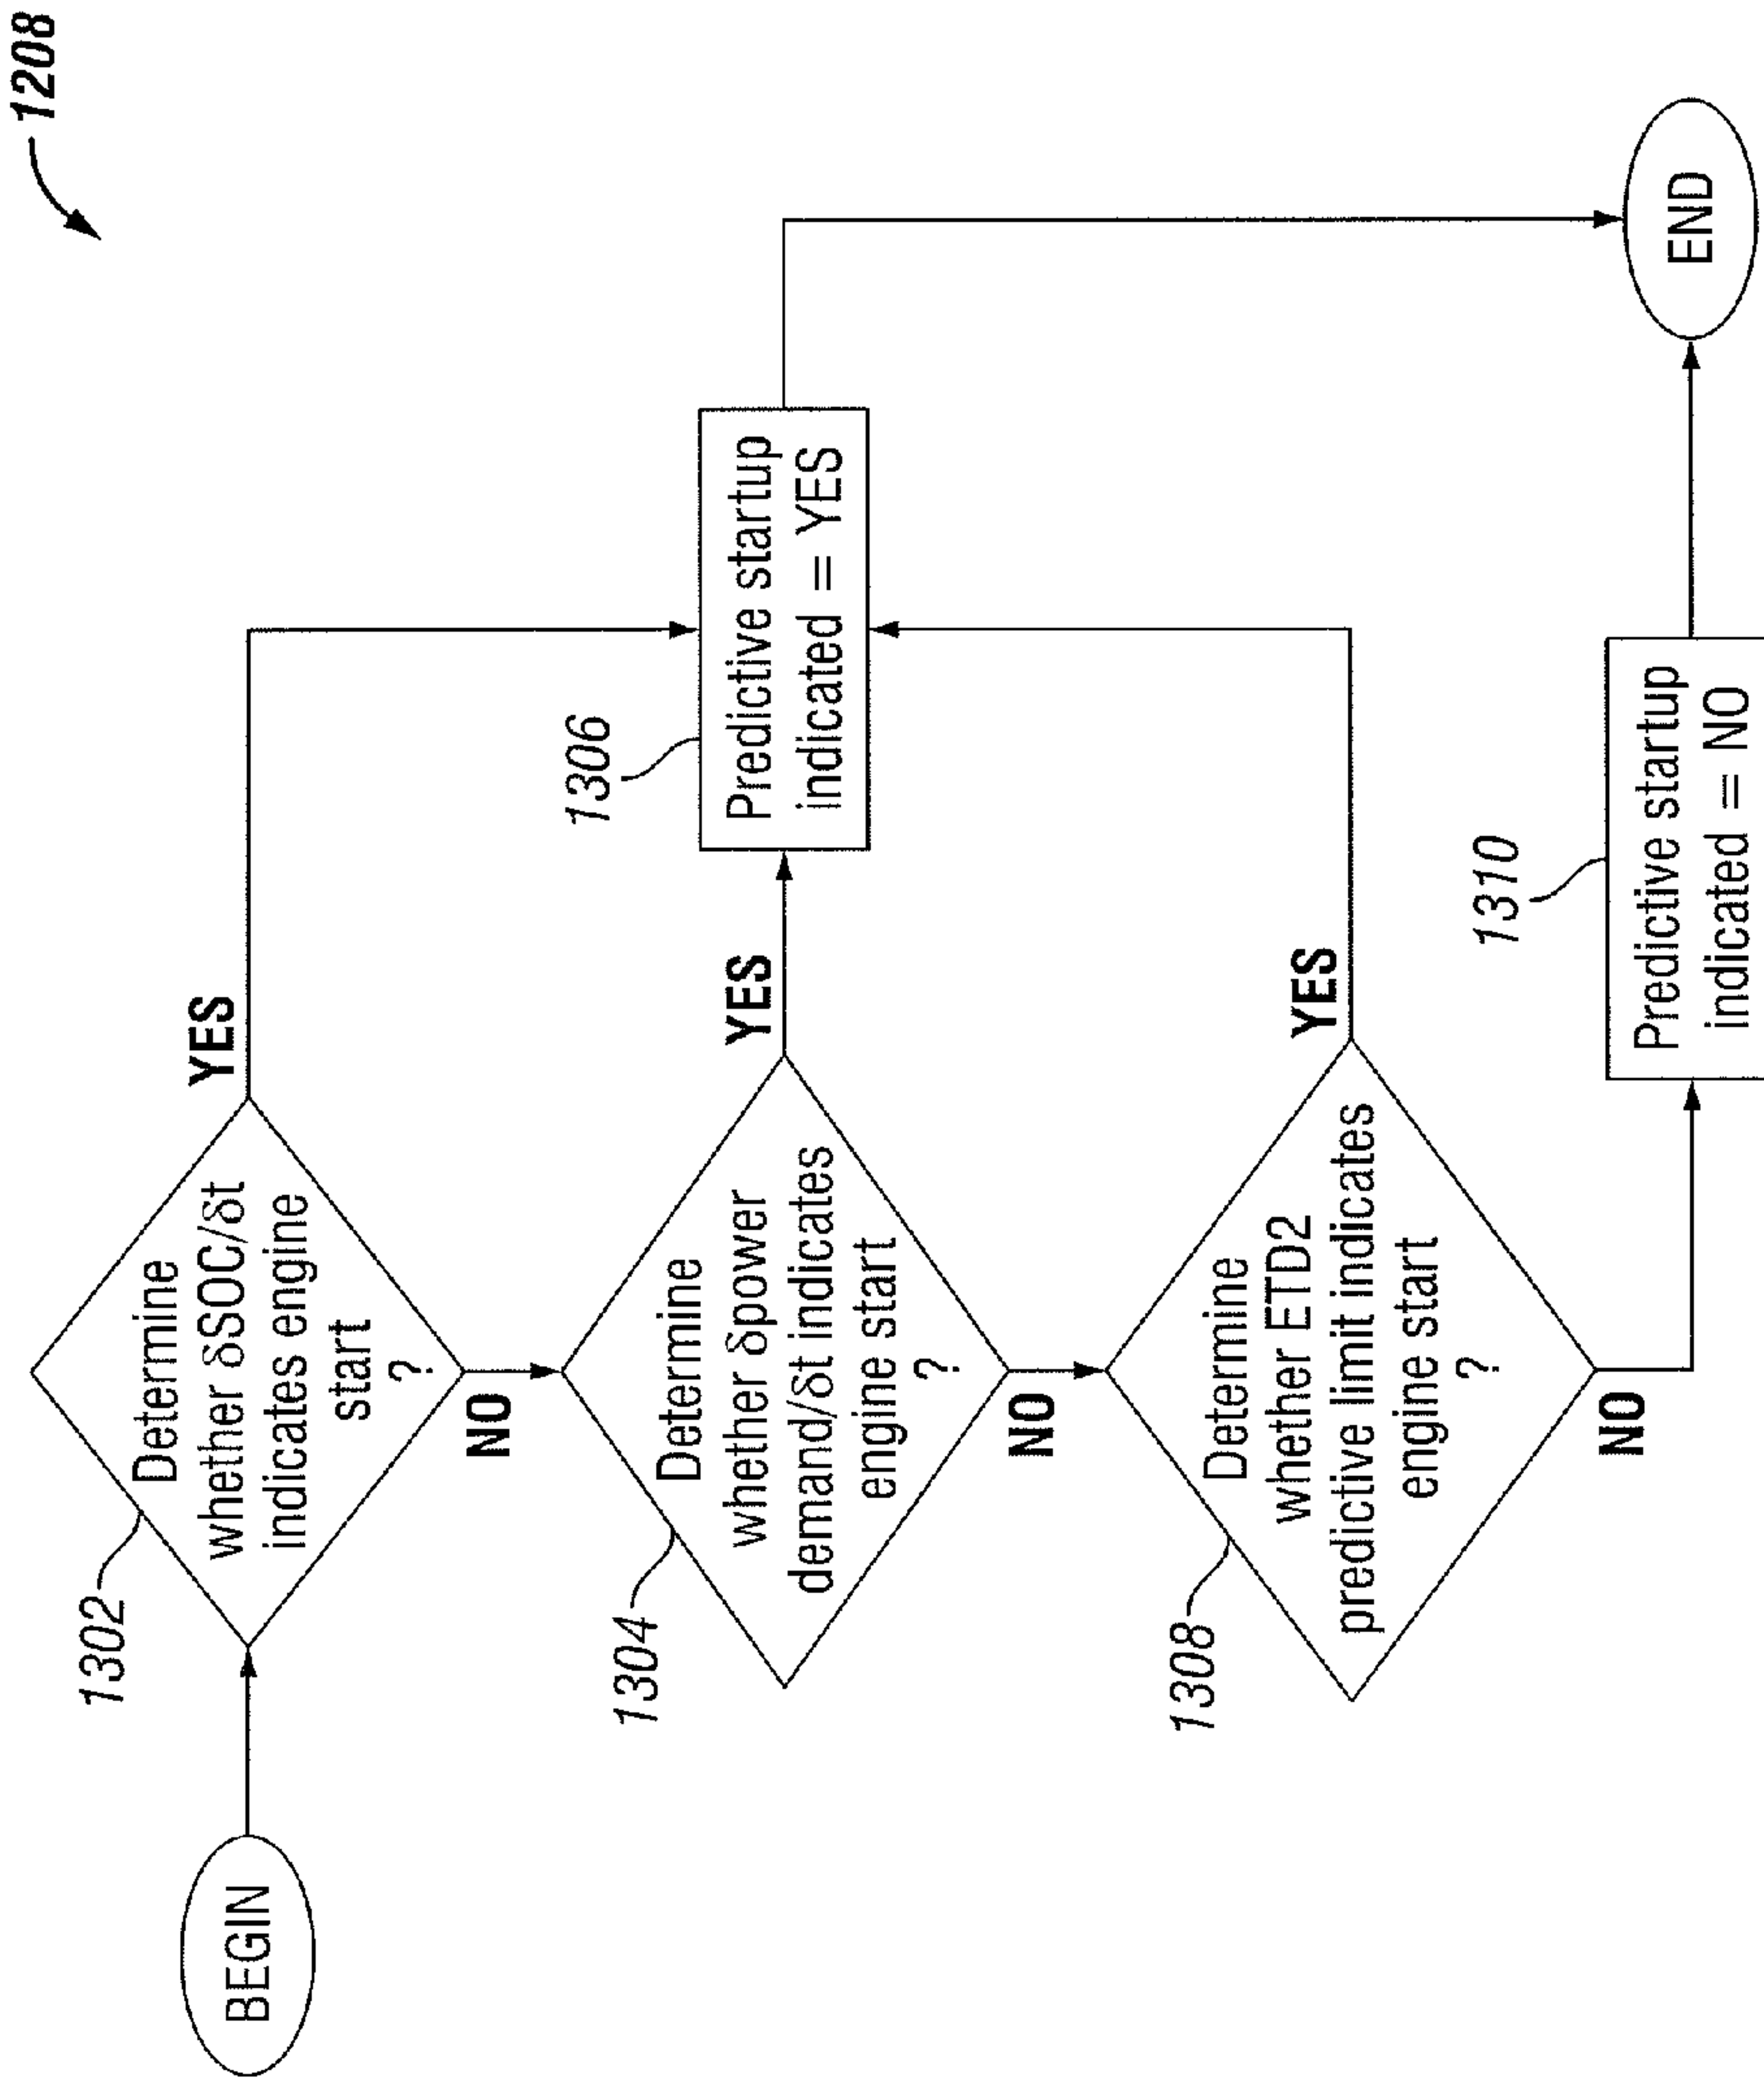 1208
BEGIN
1302
Determine
whether δSOC/δt
indicates engine
start
?
YES
NO
1304
Determine
whether δpower
demand/δt indicates
engine start
?
YES
NO
1306
Predictive startup
indicated = YES
1308
Determine
whether ETD2
predictive limit indicates
engine start
?
YES
NO
1310
Predictive startup
indicated = NO
END